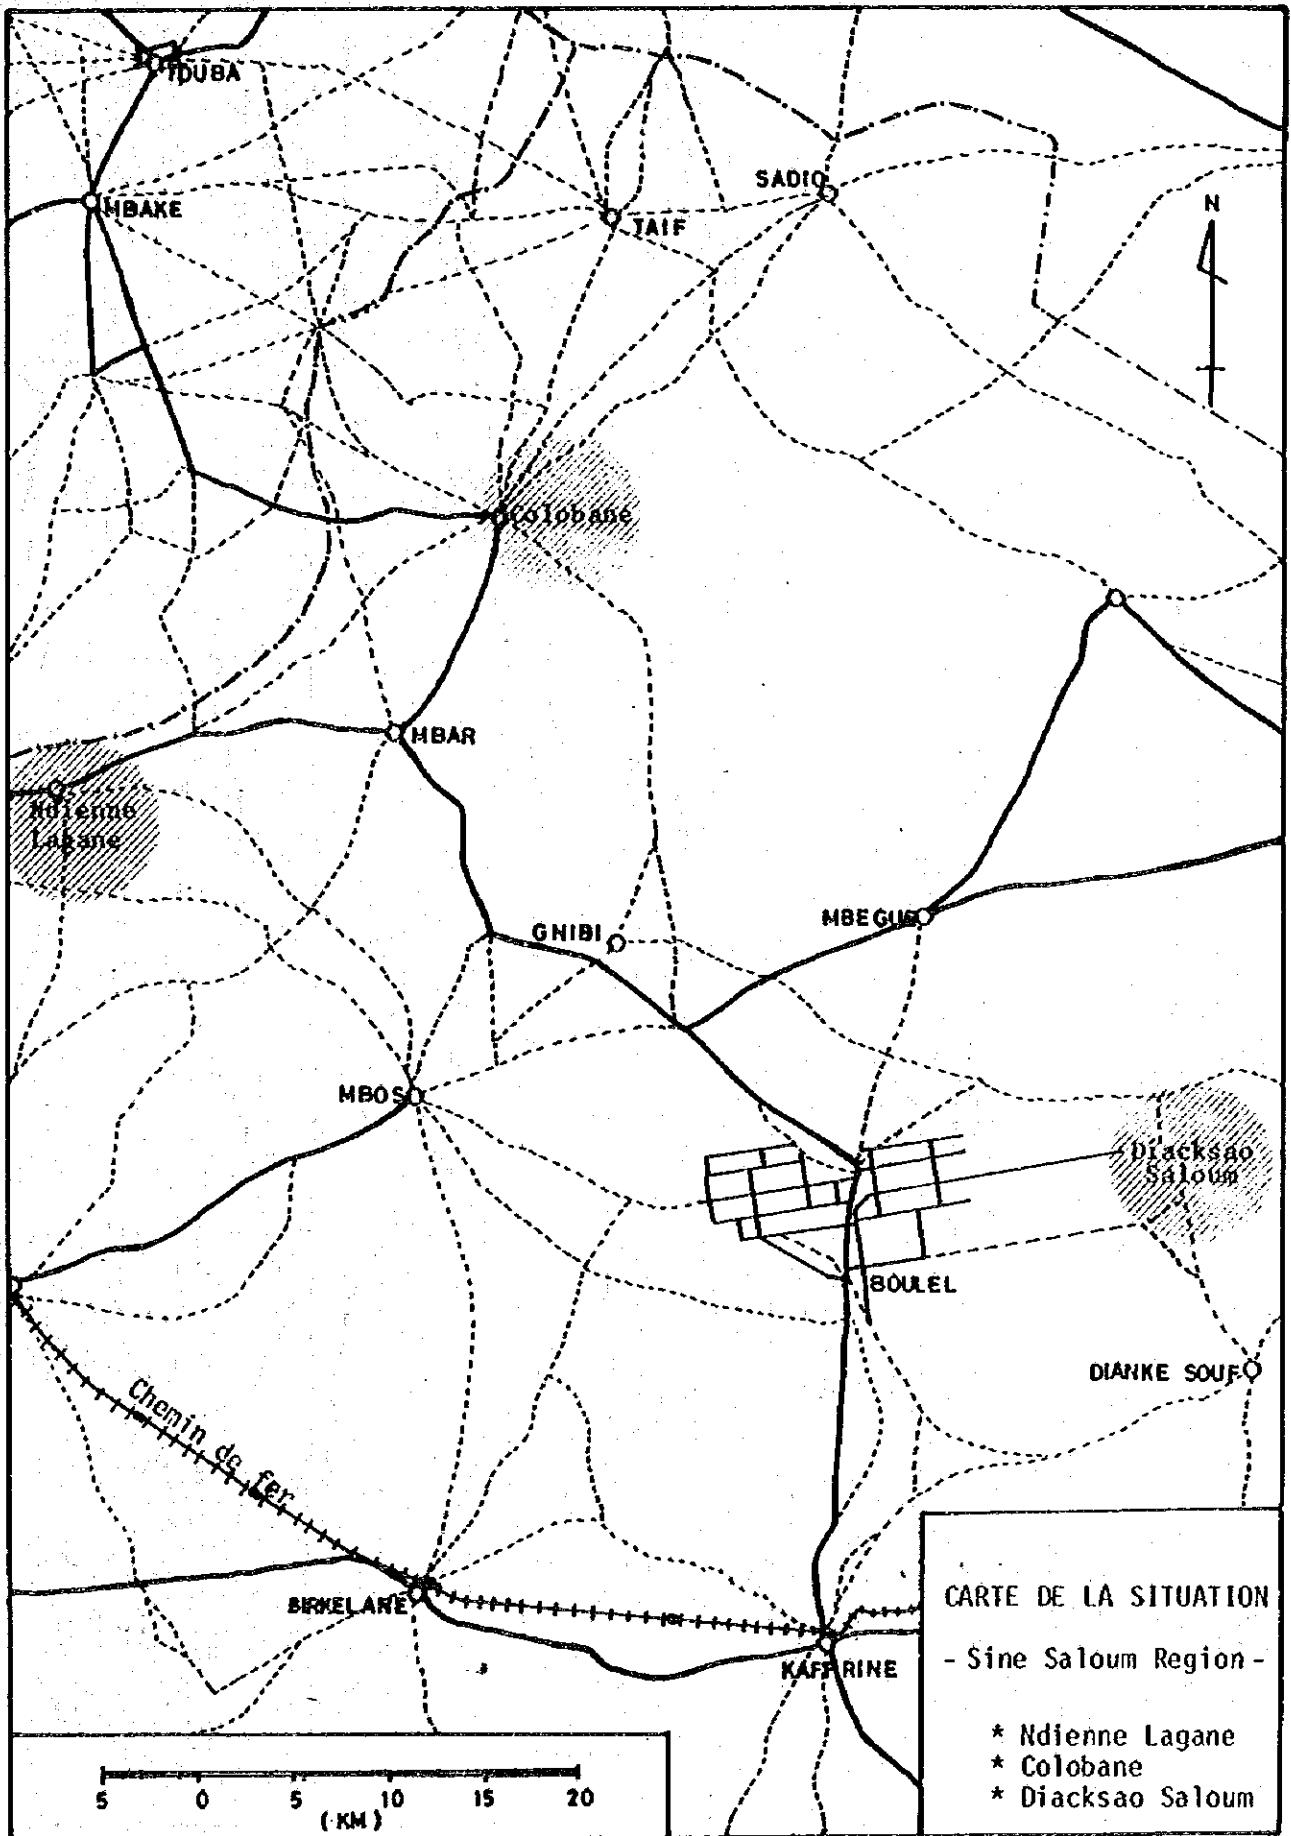 TOUBA
MBAKE
SADIO
TAIF
N
Colobane
MBAR
Ndienne
Lagane
GNIBI
MBEGUE
MBOS
Diacksao
Saloum
BOULEL
DIANKE SOUF
Chemin de fer
BIRKELANE
KAFFRINE
CARTE DE LA SITUATION
- Sine Saloum Region -
* Ndienne Lagane
* Colobane
* Diacksao Saloum
5 0 5 10 15 20
(KM)